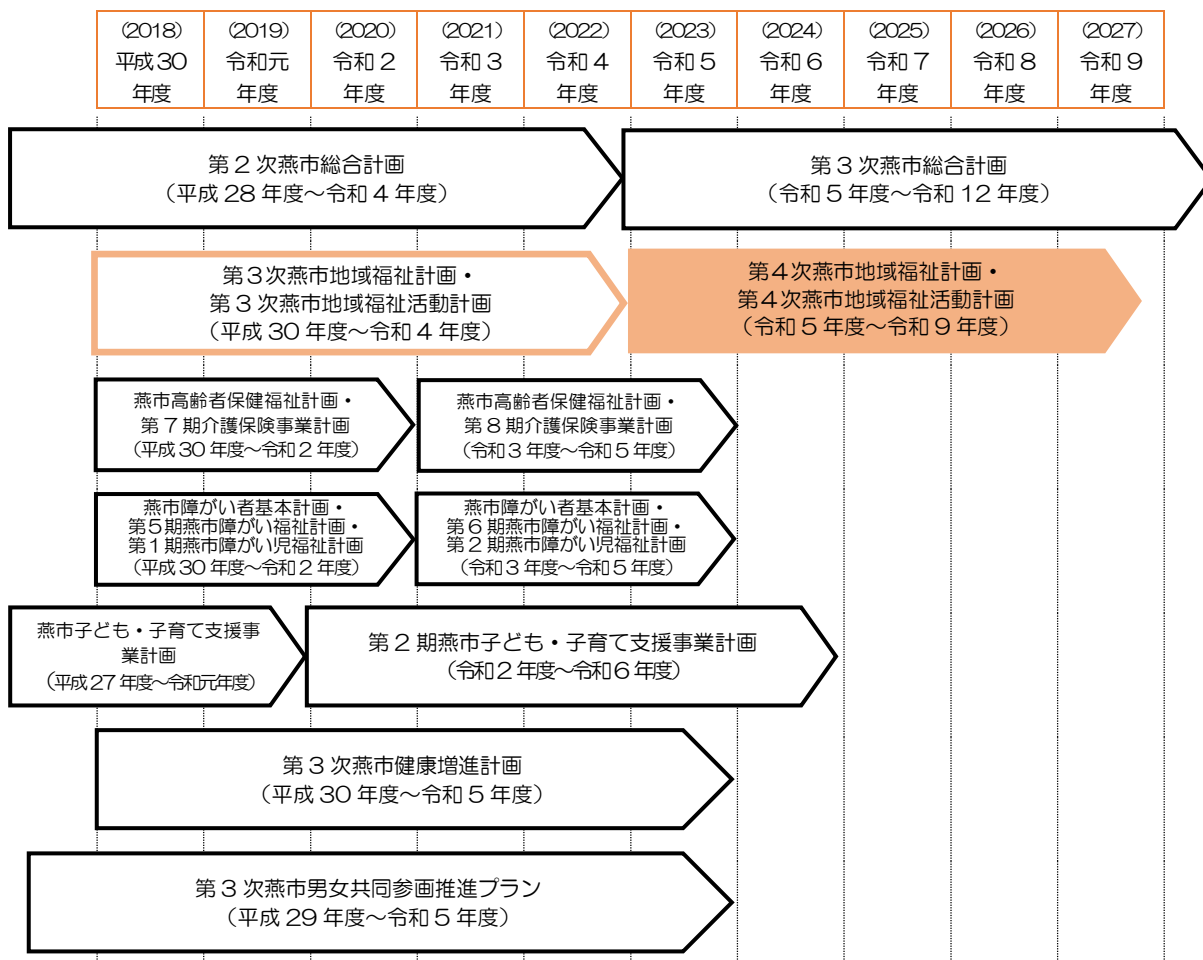 (2018)
平成30
年度
(2019)
令和元
年度
(2020)
令和2
年度
(2021)
令和3
年度
(2022)
令和4
年度
(2023)
令和5
年度
(2024)
令和6
年度
(2025)
令和7
年度
(2026)
令和8
年度
(2027)
令和9
年度
第2次燕市総合計画
(平成28年度～令和4年度)
第3次燕市総合計画
(令和5年度～令和12年度)
第3次燕市地域福祉計画・
第3次燕市地域福祉活動計画
(平成30年度～令和4年度)
第4次燕市地域福祉計画・
第4次燕市地域福祉活動計画
(令和5年度～令和9年度)
燕市高齢者保健福祉計画・
第7期介護保険事業計画
(平成30年度～令和2年度)
燕市高齢者保健福祉計画・
第8期介護保険事業計画
(令和3年度～令和5年度)
燕市障がい者基本計画・
第5期燕市障がい福祉計画・
第1期燕市障がい児福祉計画
(平成30年度～令和2年度)
燕市障がい者基本計画・
第6期燕市障がい福祉計画・
第2期燕市障がい児福祉計画
(令和3年度～令和5年度)
燕市子ども・子育て支援事
業計画
(平成27年度～令和元年度)
第2期燕市子ども・子育て支援事業計画
(令和2年度～令和6年度)
第3次燕市健康増進計画
(平成30年度～令和5年度)
第3次燕市男女共同参画推進プラン
(平成29年度～令和5年度)